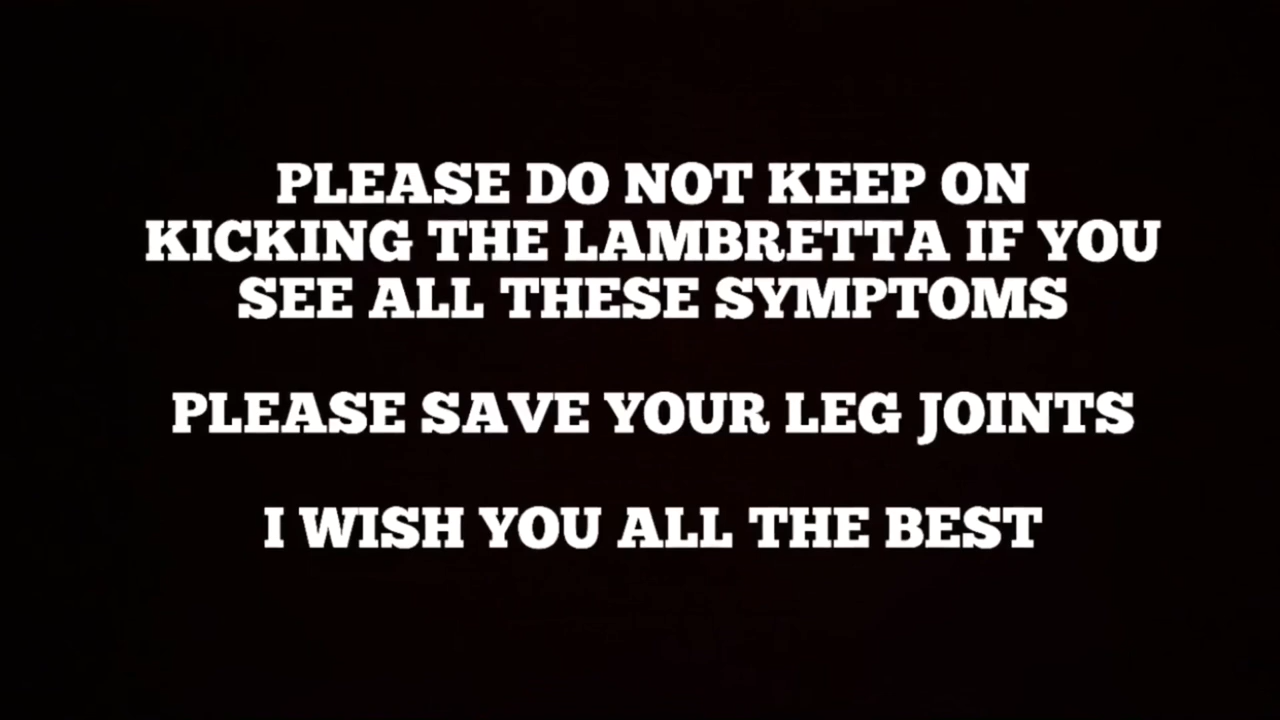 PLEASE DO NOT KEEP ON
KICKING THE LAMBRETTA IF YOU
SEE ALL THESE SYMPTOMS
PLEASE SAVE YOUR LEG JOINTS
I WISH YOU ALL THE BEST